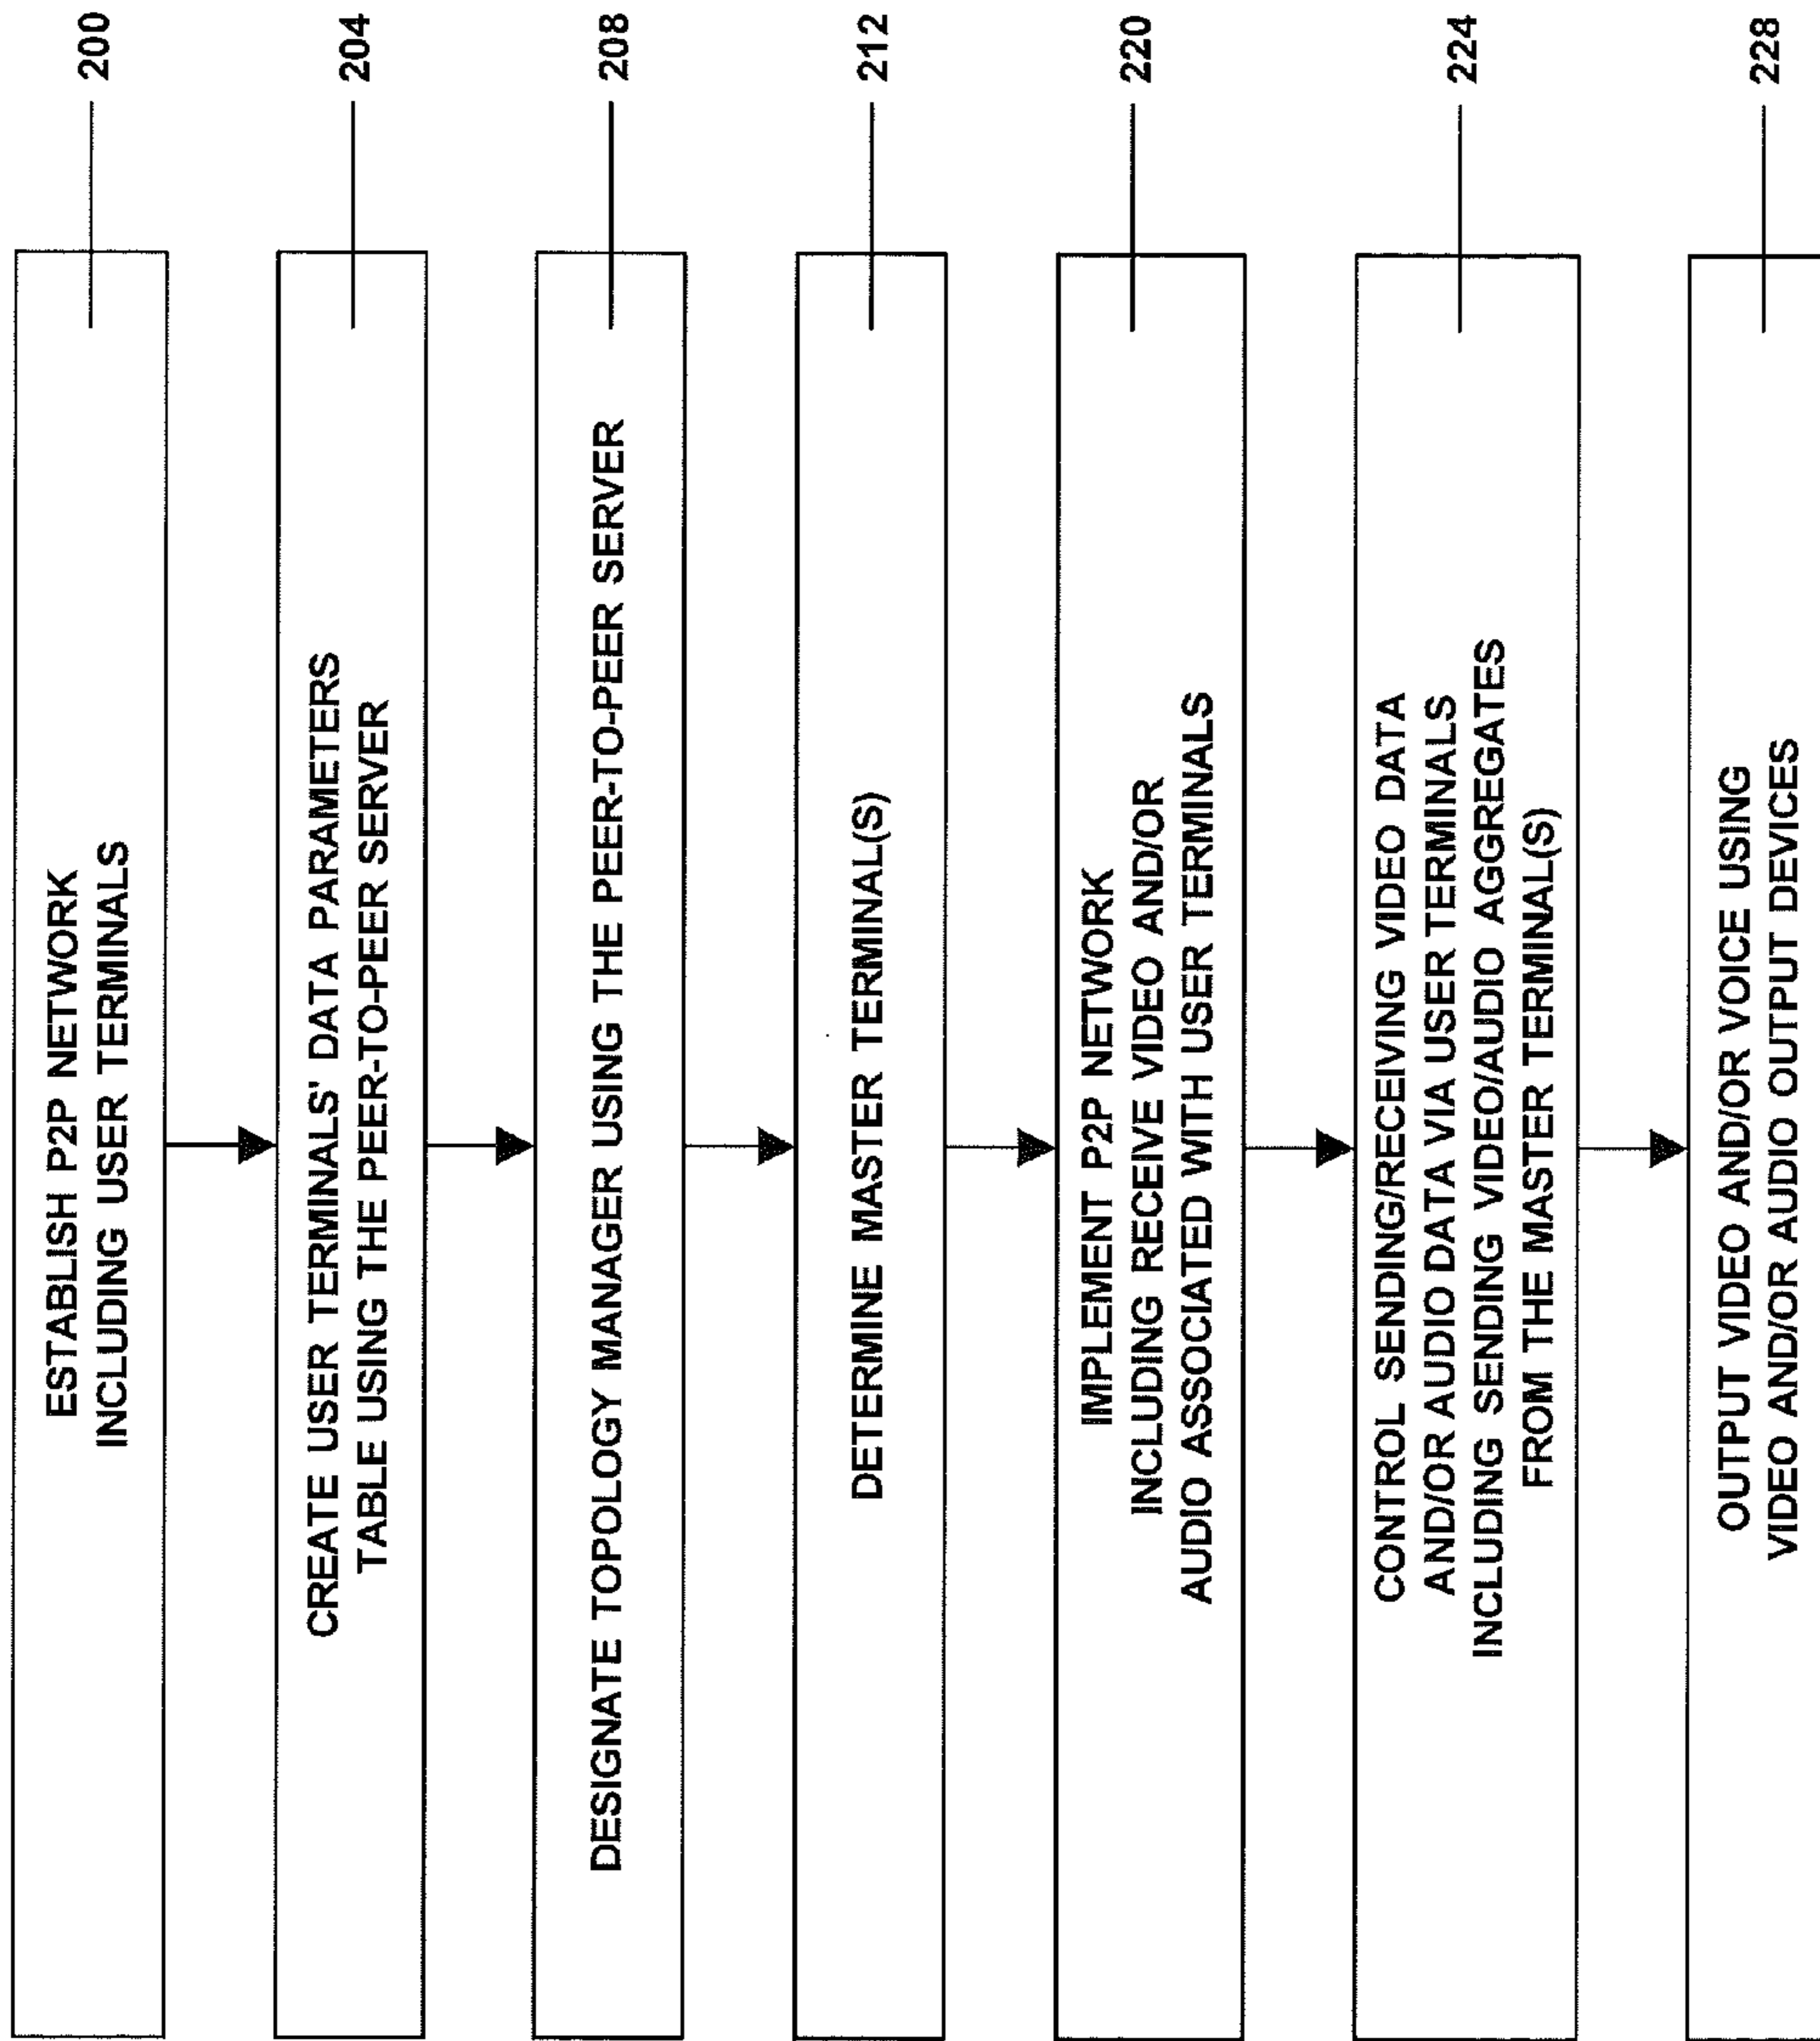 ESTABLISH P2P NETWORK
INCLUDING USER TERMINALS
200
CREATE USER TERMINALS' DATA PARAMETERS
TABLE USING THE PEER-TO-PEER SERVER
204
DESIGNATE TOPOLOGY MANAGER USING THE PEER-TO-PEER SERVER
208
DETERMINE MASTER TERMINAL(S)
212
IMPLEMENT P2P NETWORK
INCLUDING RECEIVE VIDEO AND/OR
AUDIO ASSOCIATED WITH USER TERMINALS
220
CONTROL SENDING/RECEIVING VIDEO DATA
AND/OR AUDIO DATA VIA USER TERMINALS
INCLUDING SENDING VIDEO/AUDIO AGGREGATES
FROM THE MASTER TERMINAL(S)
224
OUTPUT VIDEO AND/OR VOICE USING
VIDEO AND/OR AUDIO OUTPUT DEVICES
228